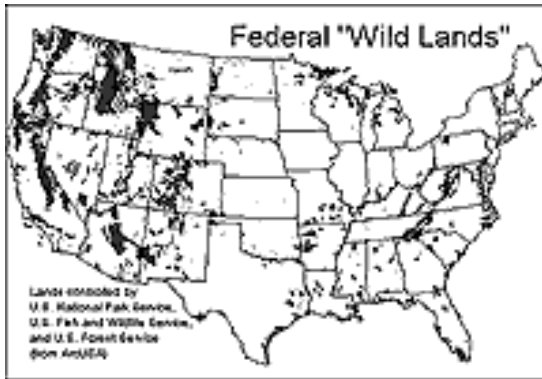 Federal "Wild Lands"
Lands controlled by
U.S. National Park Service,
U.S. Fish and Wildlife Service,
and U.S. Forest Service
(from ArcUSA)